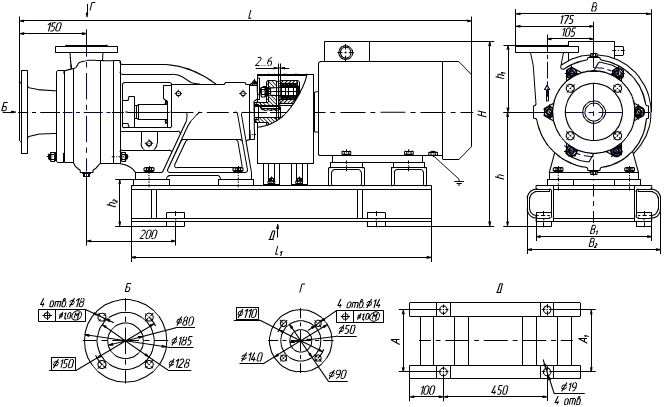 Г
L
150
Б
2...6
h₂
200
Д
l₁
H
B
175
105
h₁
h
B₁
B₂
Б
4 отв. ⌀18
⌀1,0 Ⓜ
⌀80
⌀185
⌀128
⌀150
Г
4 отв. ⌀14
⌀1,0 Ⓜ
⌀110
⌀50
⌀140
⌀90
Д
A
A₁
100
450
⌀19
4 отв.